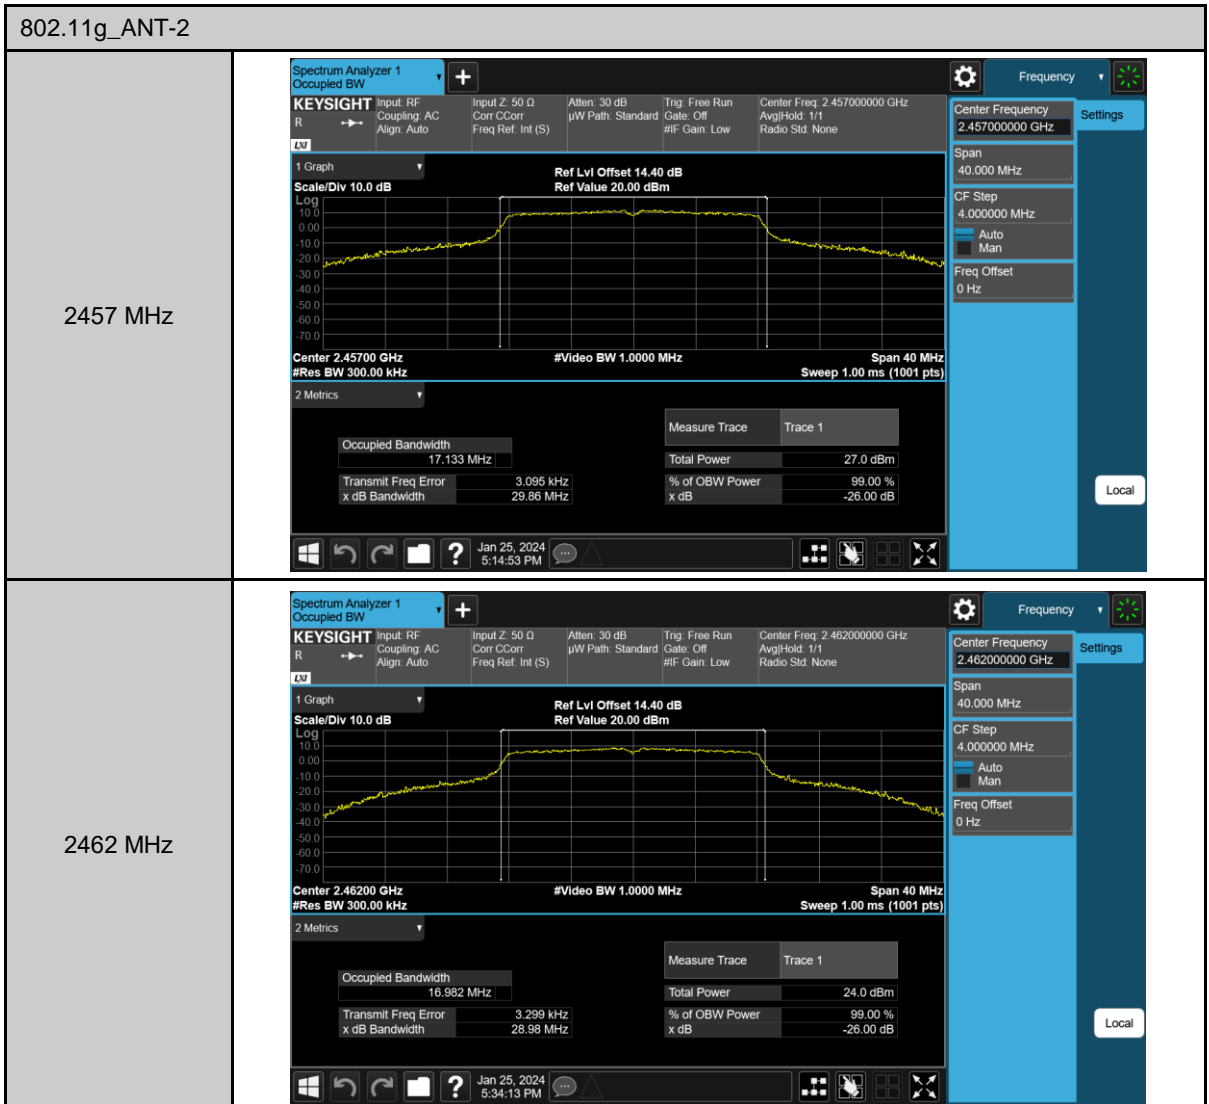 802.11g_ANT-2
2457 MHz
Spectrum Analyzer 1
Occupied BW
Frequency
KEYSIGHT
R
LXI
Input: RF
Coupling: AC
Align: Auto
Input Z: 50 Ω
Corr CCorr
Freq Ref: Int (S)
Atten: 30 dB
µW Path: Standard
Trig: Free Run
Gate: Off
#IF Gain: Low
Center Freq: 2.457000000 GHz
Avg|Hold: 1/1
Radio Std: None
Center Frequency
2.457000000 GHz
Settings
Span
40.000 MHz
CF Step
4.000000 MHz
Auto
Man
Freq Offset
0 Hz
Local
1 Graph
Scale/Div 10.0 dB
Ref Lvl Offset 14.40 dB
Ref Value 20.00 dBm
Log
10.0
0.00
-10.0
-20.0
-30.0
-40.0
-50.0
-60.0
-70.0
Center 2.45700 GHz
#Video BW 1.0000 MHz
Span 40 MHz
#Res BW 300.00 kHz
Sweep 1.00 ms (1001 pts)
2 Metrics
Measure Trace Trace 1
Occupied Bandwidth
17.133 MHz
Total Power 27.0 dBm
Transmit Freq Error 3.095 kHz
% of OBW Power 99.00 %
x dB Bandwidth 29.86 MHz
x dB -26.00 dB
?
Jan 25, 2024
5:14:53 PM
2462 MHz
Spectrum Analyzer 1
Occupied BW
Frequency
KEYSIGHT
R
LXI
Input: RF
Coupling: AC
Align: Auto
Input Z: 50 Ω
Corr CCorr
Freq Ref: Int (S)
Atten: 30 dB
µW Path: Standard
Trig: Free Run
Gate: Off
#IF Gain: Low
Center Freq: 2.462000000 GHz
Avg|Hold: 1/1
Radio Std: None
Center Frequency
2.462000000 GHz
Settings
Span
40.000 MHz
CF Step
4.000000 MHz
Auto
Man
Freq Offset
0 Hz
Local
1 Graph
Scale/Div 10.0 dB
Ref Lvl Offset 14.40 dB
Ref Value 20.00 dBm
Log
10.0
0.00
-10.0
-20.0
-30.0
-40.0
-50.0
-60.0
-70.0
Center 2.46200 GHz
#Video BW 1.0000 MHz
Span 40 MHz
#Res BW 300.00 kHz
Sweep 1.00 ms (1001 pts)
2 Metrics
Measure Trace Trace 1
Occupied Bandwidth
16.982 MHz
Total Power 24.0 dBm
Transmit Freq Error 3.299 kHz
% of OBW Power 99.00 %
x dB Bandwidth 28.98 MHz
x dB -26.00 dB
?
Jan 25, 2024
5:34:13 PM